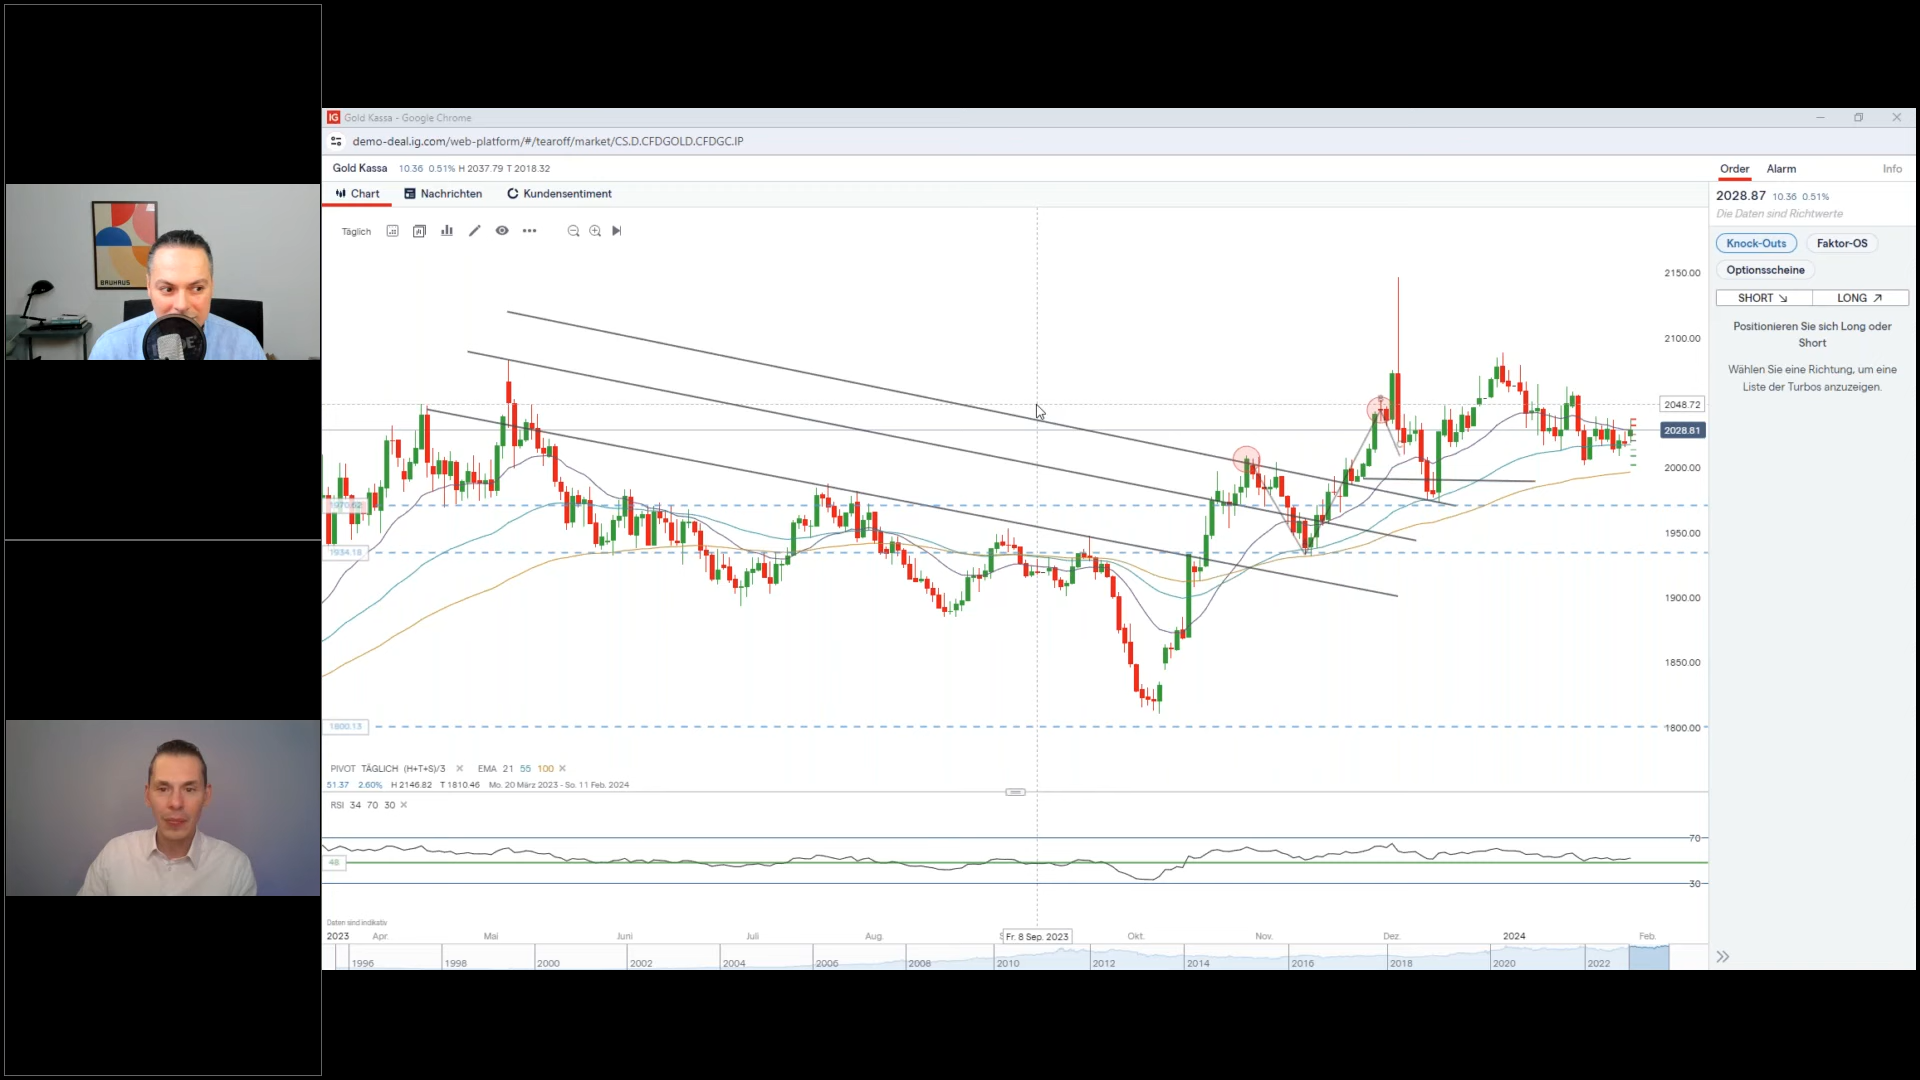 BAUHAUS
Gold Kassa - Google Chrome
demo-deal.ig.com/web-platform/#/tearoff/market/CS.D.CFDGOLD.CFDGC.IP
Gold Kassa 10.36 0.51% H 2037.79 T 2018.32
Chart Nachrichten Kundensentiment
Täglich
2150.00
2100.00
2048.72
2028.81
2000.00
1970.62
1950.00
1934.18
1900.00
1850.00
1800.13
1800.00
PIVOT TÄGLICH (H+T+S)/3 EMA 21 55 100
51.37 2.60% H 2146.82 T 1810.46 Mo. 20 März 2023 - So. 11 Feb. 2024
RSI 34 70 30
70
48
30
Daten sind indikativ
2023 Apr. Mai Juni Juli Aug. Fr. 8 Sep. 2023 Okt. Nov. Dez. 2024 Feb.
1996 1998 2000 2002 2004 2006 2008 2010 2012 2014 2016 2018 2020 2022
Order Alarm Info
2028.87 10.36 0.51%
Die Daten sind Richtwerte
Knock-Outs Faktor-OS
Optionsscheine
SHORT LONG
Positionieren Sie sich Long oder
Short
Wählen Sie eine Richtung, um eine
Liste der Turbos anzuzeigen.